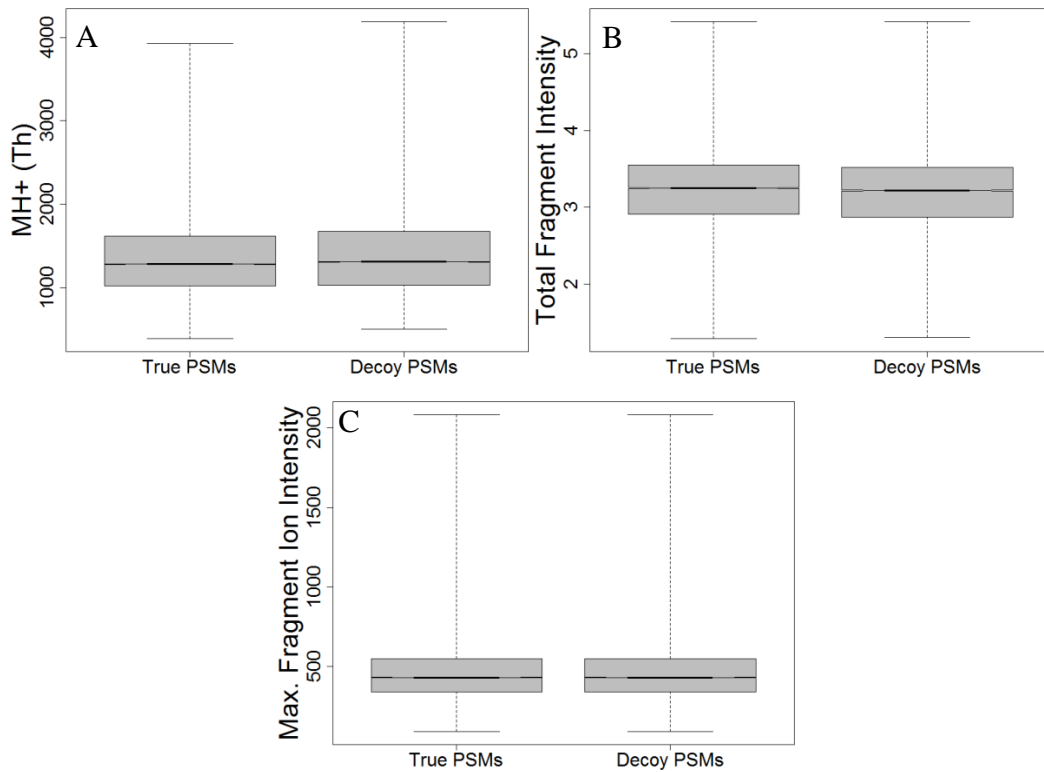 A
MH+ (Th)
4000
3000
2000
1000
True PSMs
Decoy PSMs
B
Total Fragment Intensity
5
4
3
2
True PSMs
Decoy PSMs
C
Max. Fragment Ion Intensity
2000
1500
1000
500
True PSMs
Decoy PSMs